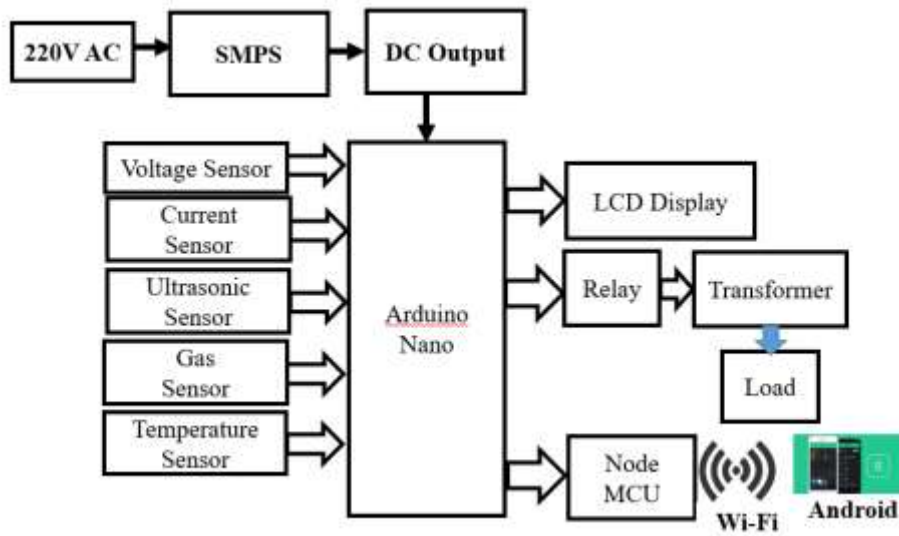 220V AC
SMPS
DC Output
Voltage Sensor
Current
Sensor
Ultrasonic
Sensor
Gas
Sensor
Temperature
Sensor
Arduino
Nano
LCD Display
Relay
Transformer
Load
Node
MCU
Wi-Fi
Android